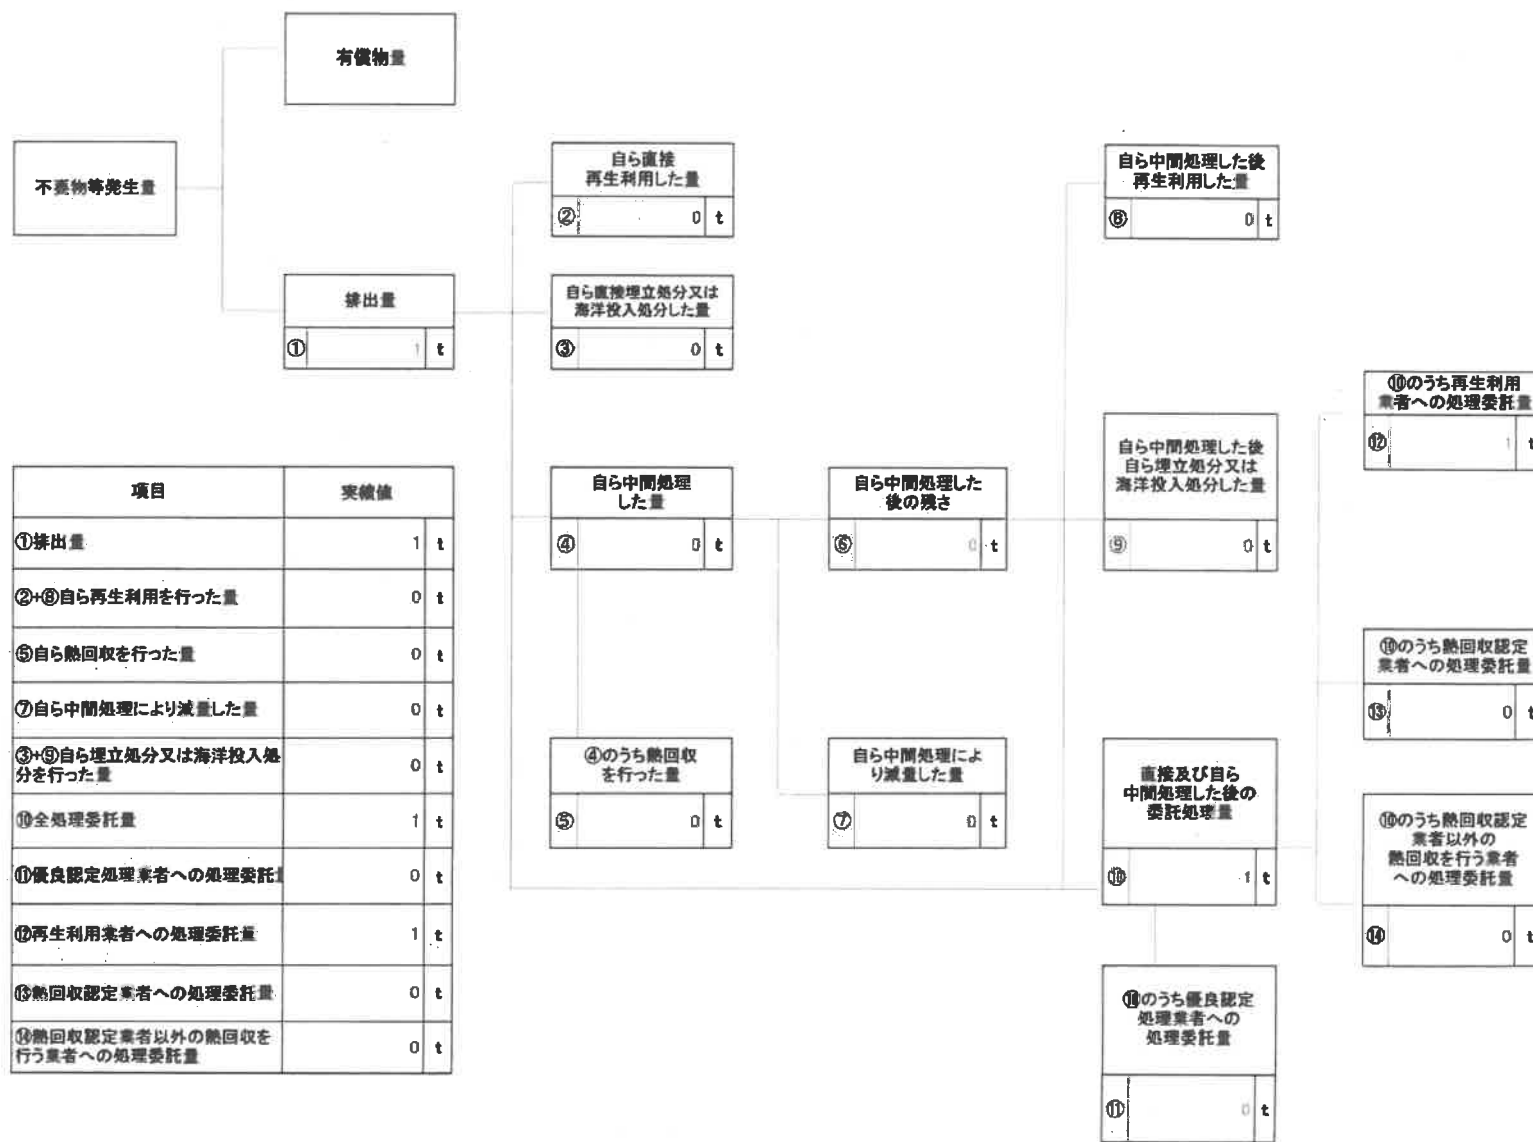 有償物量
不要物等発生量
排出量
① 1 t
自ら直接
再生利用した量
② 0 t
自ら直接埋立処分又は
海洋投入処分した量
③ 0 t
自ら中間処理した後
再生利用した量
⑧ 0 t
⑩のうち再生利用
業者への処理委託量
⑫ 1 t
自ら中間処理
した量
④ 0 t
自ら中間処理した
後の残さ
⑥ 0 t
自ら中間処理した後
自ら埋立処分又は
海洋投入処分した量
⑨ 0 t
⑩のうち熱回収認定
業者への処理委託量
⑬ 0 t
④のうち熱回収
を行った量
⑤ 0 t
自ら中間処理によ
り減量した量
⑦ 0 t
直接及び自ら
中間処理した後の
委託処理量
⑩ 1 t
⑩のうち熱回収認定
業者以外の
熱回収を行う業者
への処理委託量
⑭ 0 t
⑩のうち優良認定
処理業者への
処理委託量
⑪ 0 t
項目 実績値
①排出量 1 t
②+⑧自ら再生利用を行った量 0 t
⑤自ら熱回収を行った量 0 t
⑦自ら中間処理により減量した量 0 t
③+⑨自ら埋立処分又は海洋投入処
分を行った量 0 t
⑩全処理委託量 1 t
⑪優良認定処理業者への処理委託 0 t
⑫再生利用業者への処理委託量 1 t
⑬熱回収認定業者への処理委託量 0 t
⑭熱回収認定業者以外の熱回収を
行う業者への処理委託量 0 t